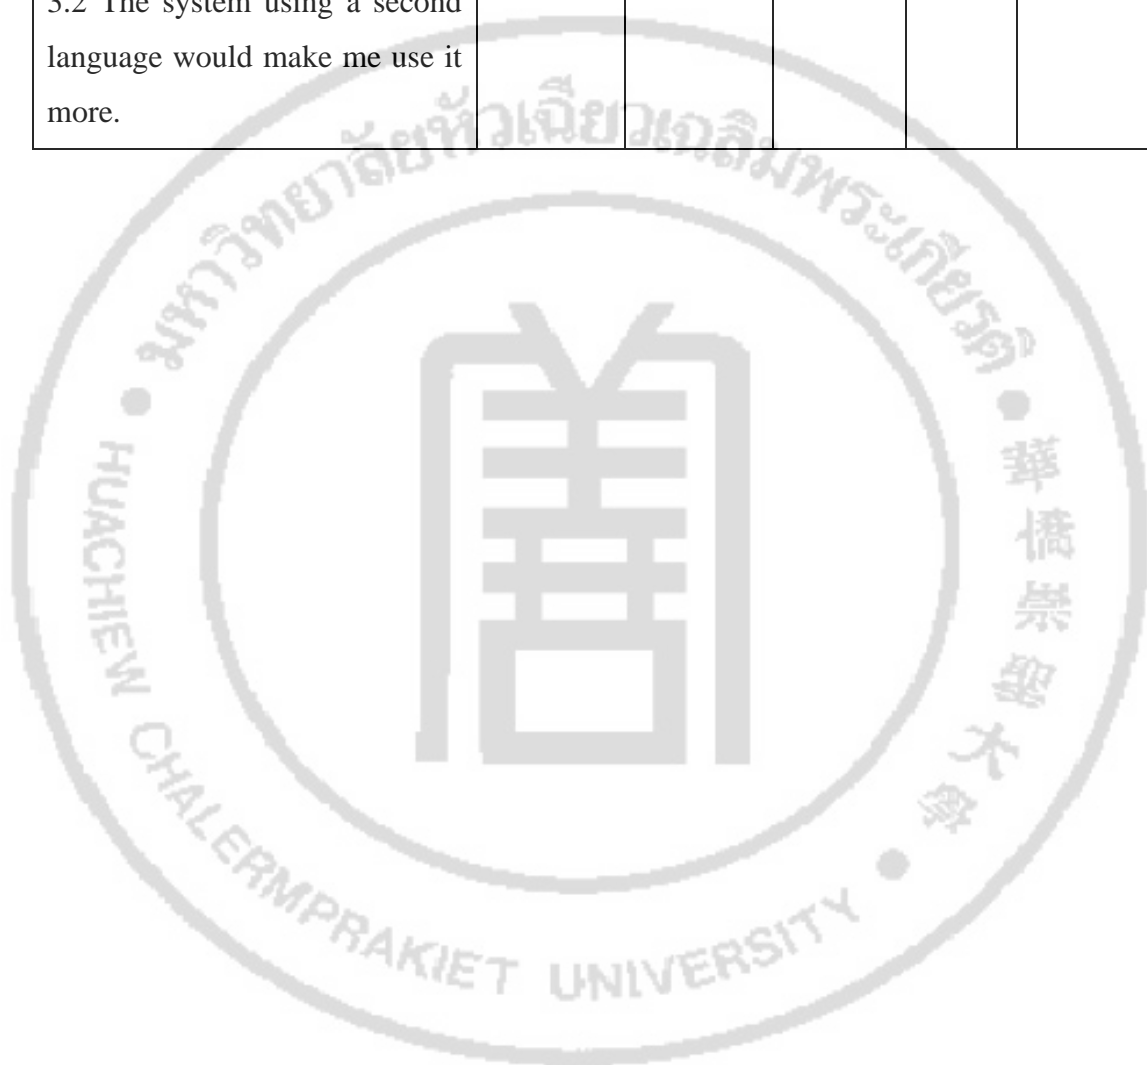 3.2 The system using a second
language would make me use it
more.
มหาวิทยาลัยหัวเฉียวเฉลิมพระเกียรติ
華僑崇聖大學
HUACHIEW CHALERMPRAKIET UNIVERSITY